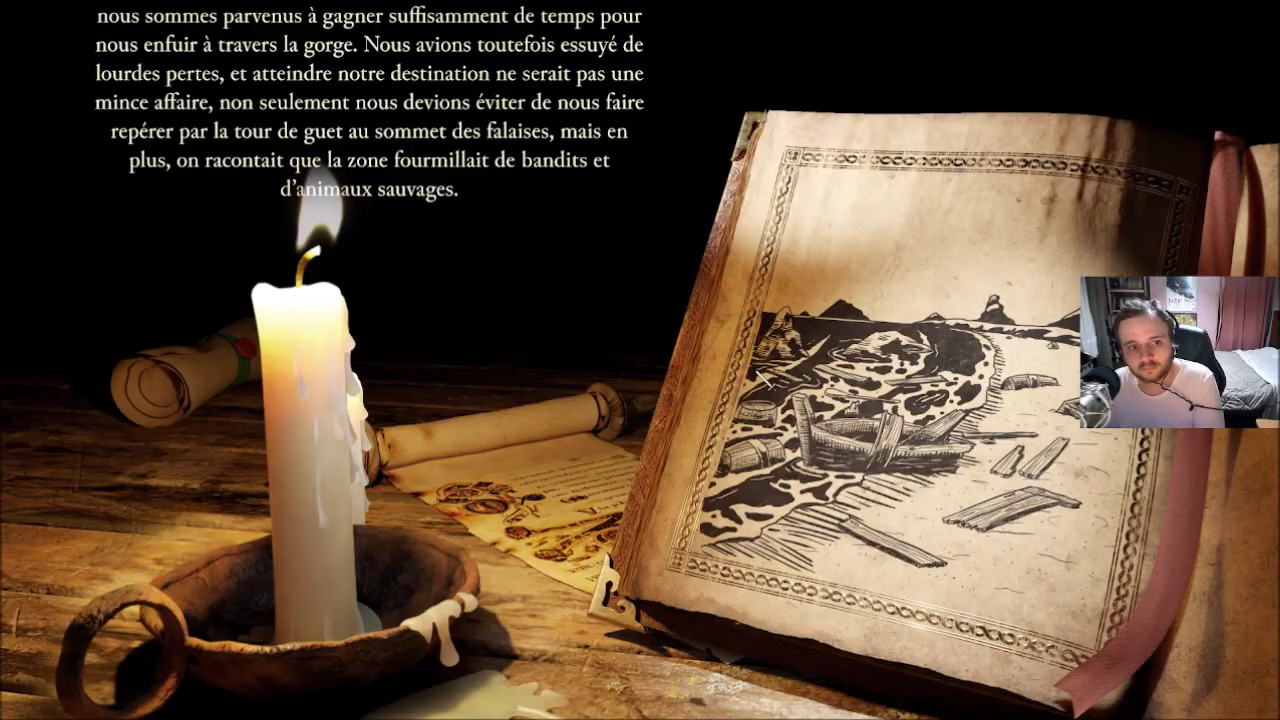 nous sommes parvenus à gagner suffisamment de temps pour
nous enfuir à travers la gorge. Nous avions toutefois essuyé de
lourdes pertes, et atteindre notre destination ne serait pas une
mince affaire, non seulement nous devions éviter de nous faire
repérer par la tour de guet au sommet des falaises, mais en
plus, on racontait que la zone fourmillait de bandits et
d’animaux sauvages.